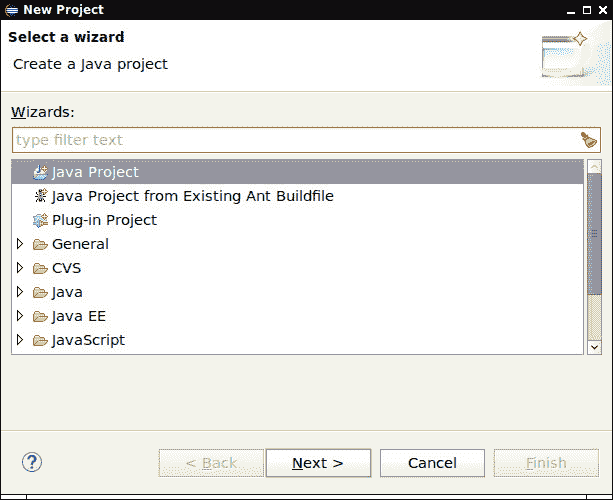 New Project
Select a wizard
Create a Java project
Wizards:
type filter text
Java Project
Java Project from Existing Ant Buildfile
Plug-in Project
General
CVS
Java
Java EE
JavaScript
? < Back Next > Cancel Finish